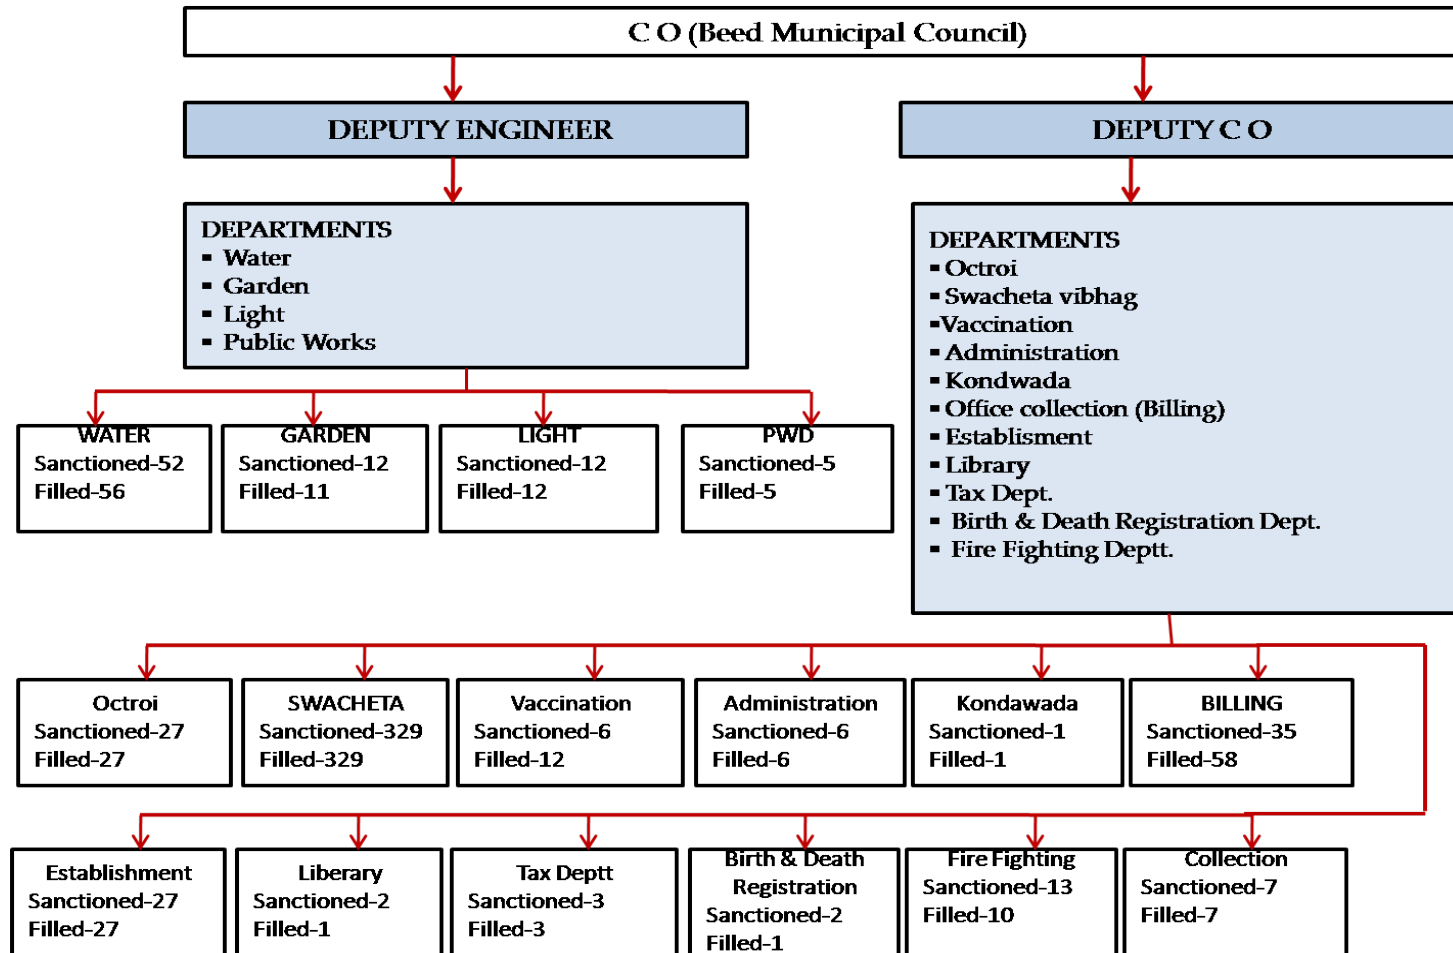 C O (Beed Municipal Council)
DEPUTY ENGINEER
DEPUTY C O
DEPARTMENTS
▪ Water
▪ Garden
▪ Light
▪ Public Works
DEPARTMENTS
▪ Octroi
▪ Swacheta vibhag
▪ Vaccination
▪ Administration
▪ Kondwada
▪ Office collection (Billing)
▪ Establisment
▪ Library
▪ Tax Dept.
▪ Birth & Death Registration Dept.
▪ Fire Fighting Deptt.
WATER
Sanctioned-52
Filled-56
GARDEN
Sanctioned-12
Filled-11
LIGHT
Sanctioned-12
Filled-12
PWD
Sanctioned-5
Filled-5
Octroi
Sanctioned-27
Filled-27
SWACHETA
Sanctioned-329
Filled-329
Vaccination
Sanctioned-6
Filled-12
Administration
Sanctioned-6
Filled-6
Kondawada
Sanctioned-1
Filled-1
BILLING
Sanctioned-35
Filled-58
Establishment
Sanctioned-27
Filled-27
Liberary
Sanctioned-2
Filled-1
Tax Deptt
Sanctioned-3
Filled-3
Birth & Death
Registration
Sanctioned-2
Filled-1
Fire Fighting
Sanctioned-13
Filled-10
Collection
Sanctioned-7
Filled-7